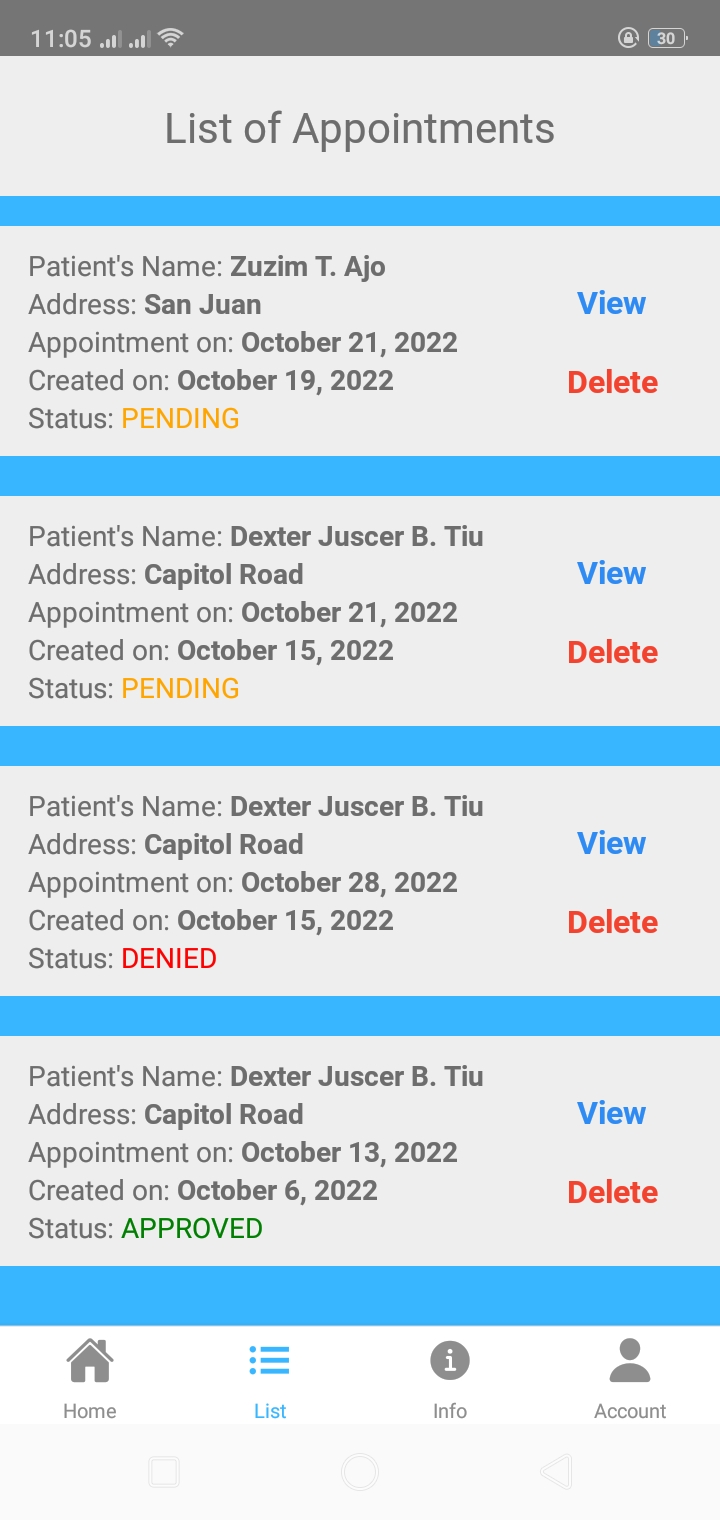 11:05 30
List of Appointments
Patient's Name: Zuzim T. Ajo
Address: San Juan
View
Appointment on: October 21, 2022
Created on: October 19, 2022
Delete
Status: PENDING
Patient's Name: Dexter Juscer B. Tiu
Address: Capitol Road
View
Appointment on: October 21, 2022
Created on: October 15, 2022
Delete
Status: PENDING
Patient's Name: Dexter Juscer B. Tiu
Address: Capitol Road
View
Appointment on: October 28, 2022
Created on: October 15, 2022
Delete
Status: DENIED
Patient's Name: Dexter Juscer B. Tiu
Address: Capitol Road
View
Appointment on: October 13, 2022
Created on: October 6, 2022
Delete
Status: APPROVED
Home List Info Account